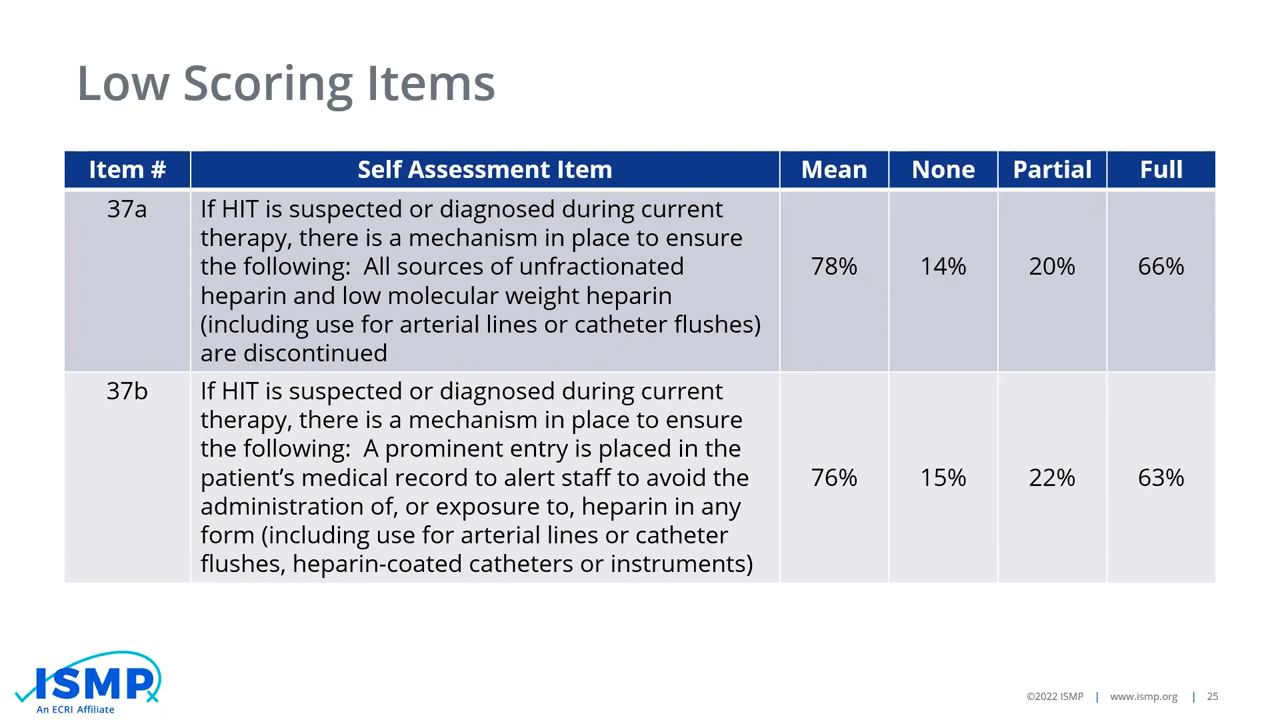 Low Scoring Items
Item # Self Assessment Item Mean None Partial Full
37a
If HIT is suspected or diagnosed during current
therapy, there is a mechanism in place to ensure
the following:  All sources of unfractionated
heparin and low molecular weight heparin
(including use for arterial lines or catheter flushes)
are discontinued
78% 14% 20% 66%
37b
If HIT is suspected or diagnosed during current
therapy, there is a mechanism in place to ensure
the following:  A prominent entry is placed in the
patient’s medical record to alert staff to avoid the
administration of, or exposure to, heparin in any
form (including use for arterial lines or catheter
flushes, heparin-coated catheters or instruments)
76% 15% 22% 63%
ISMP
An ECRI Affiliate
©2022 ISMP | www.ismp.org | 25